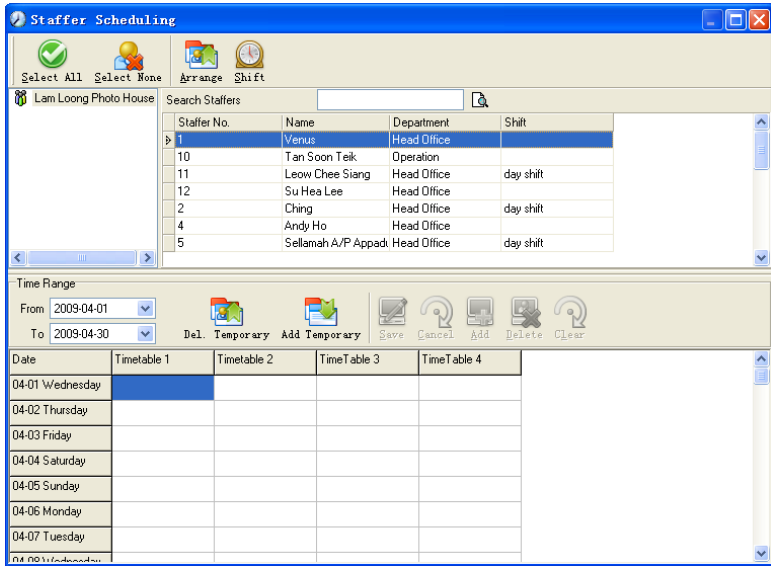 Staffer Scheduling
Select All Select None Arrange Shift
Lam Loong Photo House
Search Staffers
Staffer No. Name Department Shift
1 Venus Head Office
10 Tan Soon Teik Operation
11 Leow Chee Siang Head Office day shift
12 Su Hea Lee Head Office
2 Ching Head Office day shift
4 Andy Ho Head Office
5 Sellamah A/P Appadu Head Office day shift
Time Range
From 2009-04-01
To 2009-04-30
Del. Temporary Add Temporary Save Cancel Add Delete Clear
Date Timetable 1 Timetable 2 TimeTable 3 TimeTable 4
04-01 Wednesday
04-02 Thursday
04-03 Friday
04-04 Saturday
04-05 Sunday
04-06 Monday
04-07 Tuesday
04-08 Wednesday